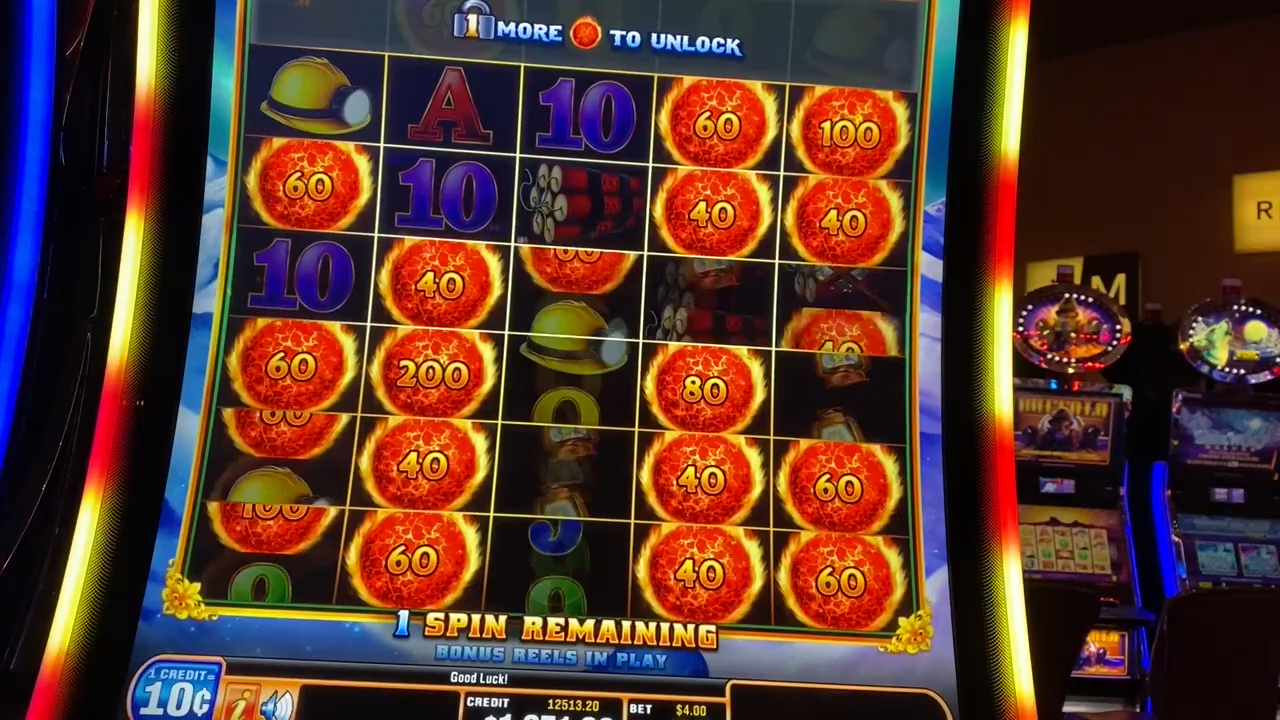 1 MORE TO UNLOCK
A 10 60 100
60 10 40 40
10 40
60 200 80
40 40 60
60 40 60
1 SPIN REMAINING
BONUS REELS IN PLAY
Good Luck!
1 CREDIT=
10¢
CREDIT 12513.20 BET $4.00
R
M